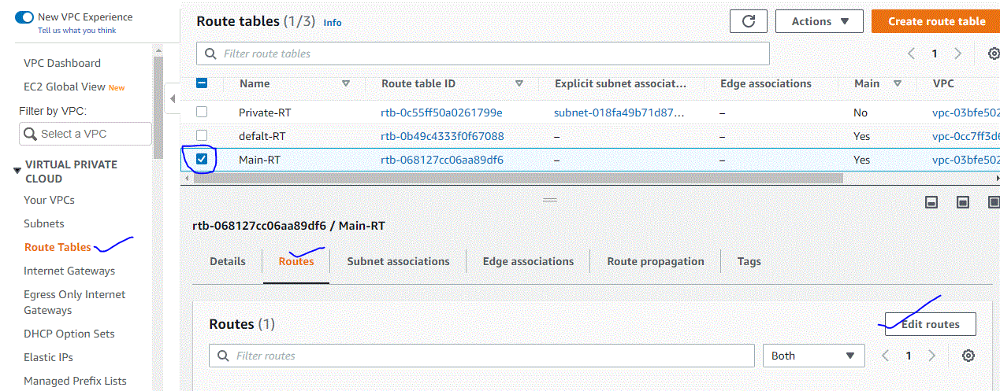 New VPC Experience
Tell us what you think
VPC Dashboard
EC2 Global View New
Filter by VPC:
Select a VPC
VIRTUAL PRIVATE
CLOUD
Your VPCs
Subnets
Route Tables
Internet Gateways
Egress Only Internet
Gateways
DHCP Option Sets
Elastic IPs
Managed Prefix Lists
Route tables (1/3) Info
Actions
Create route table
Filter route tables
1
Name Route table ID Explicit subnet associat... Edge associations Main VPC
Private-RT rtb-0c55ff50a0261799e subnet-018fa49b71d87... – No vpc-03bfe502
defalt-RT rtb-0b49c4333f0f67088 – – Yes vpc-0cc7ff3d6
Main-RT rtb-068127cc06aa89df6 – – Yes vpc-03bfe502
rtb-068127cc06aa89df6 / Main-RT
Details Routes Subnet associations Edge associations Route propagation Tags
Routes (1)
Edit routes
Filter routes
Both
1